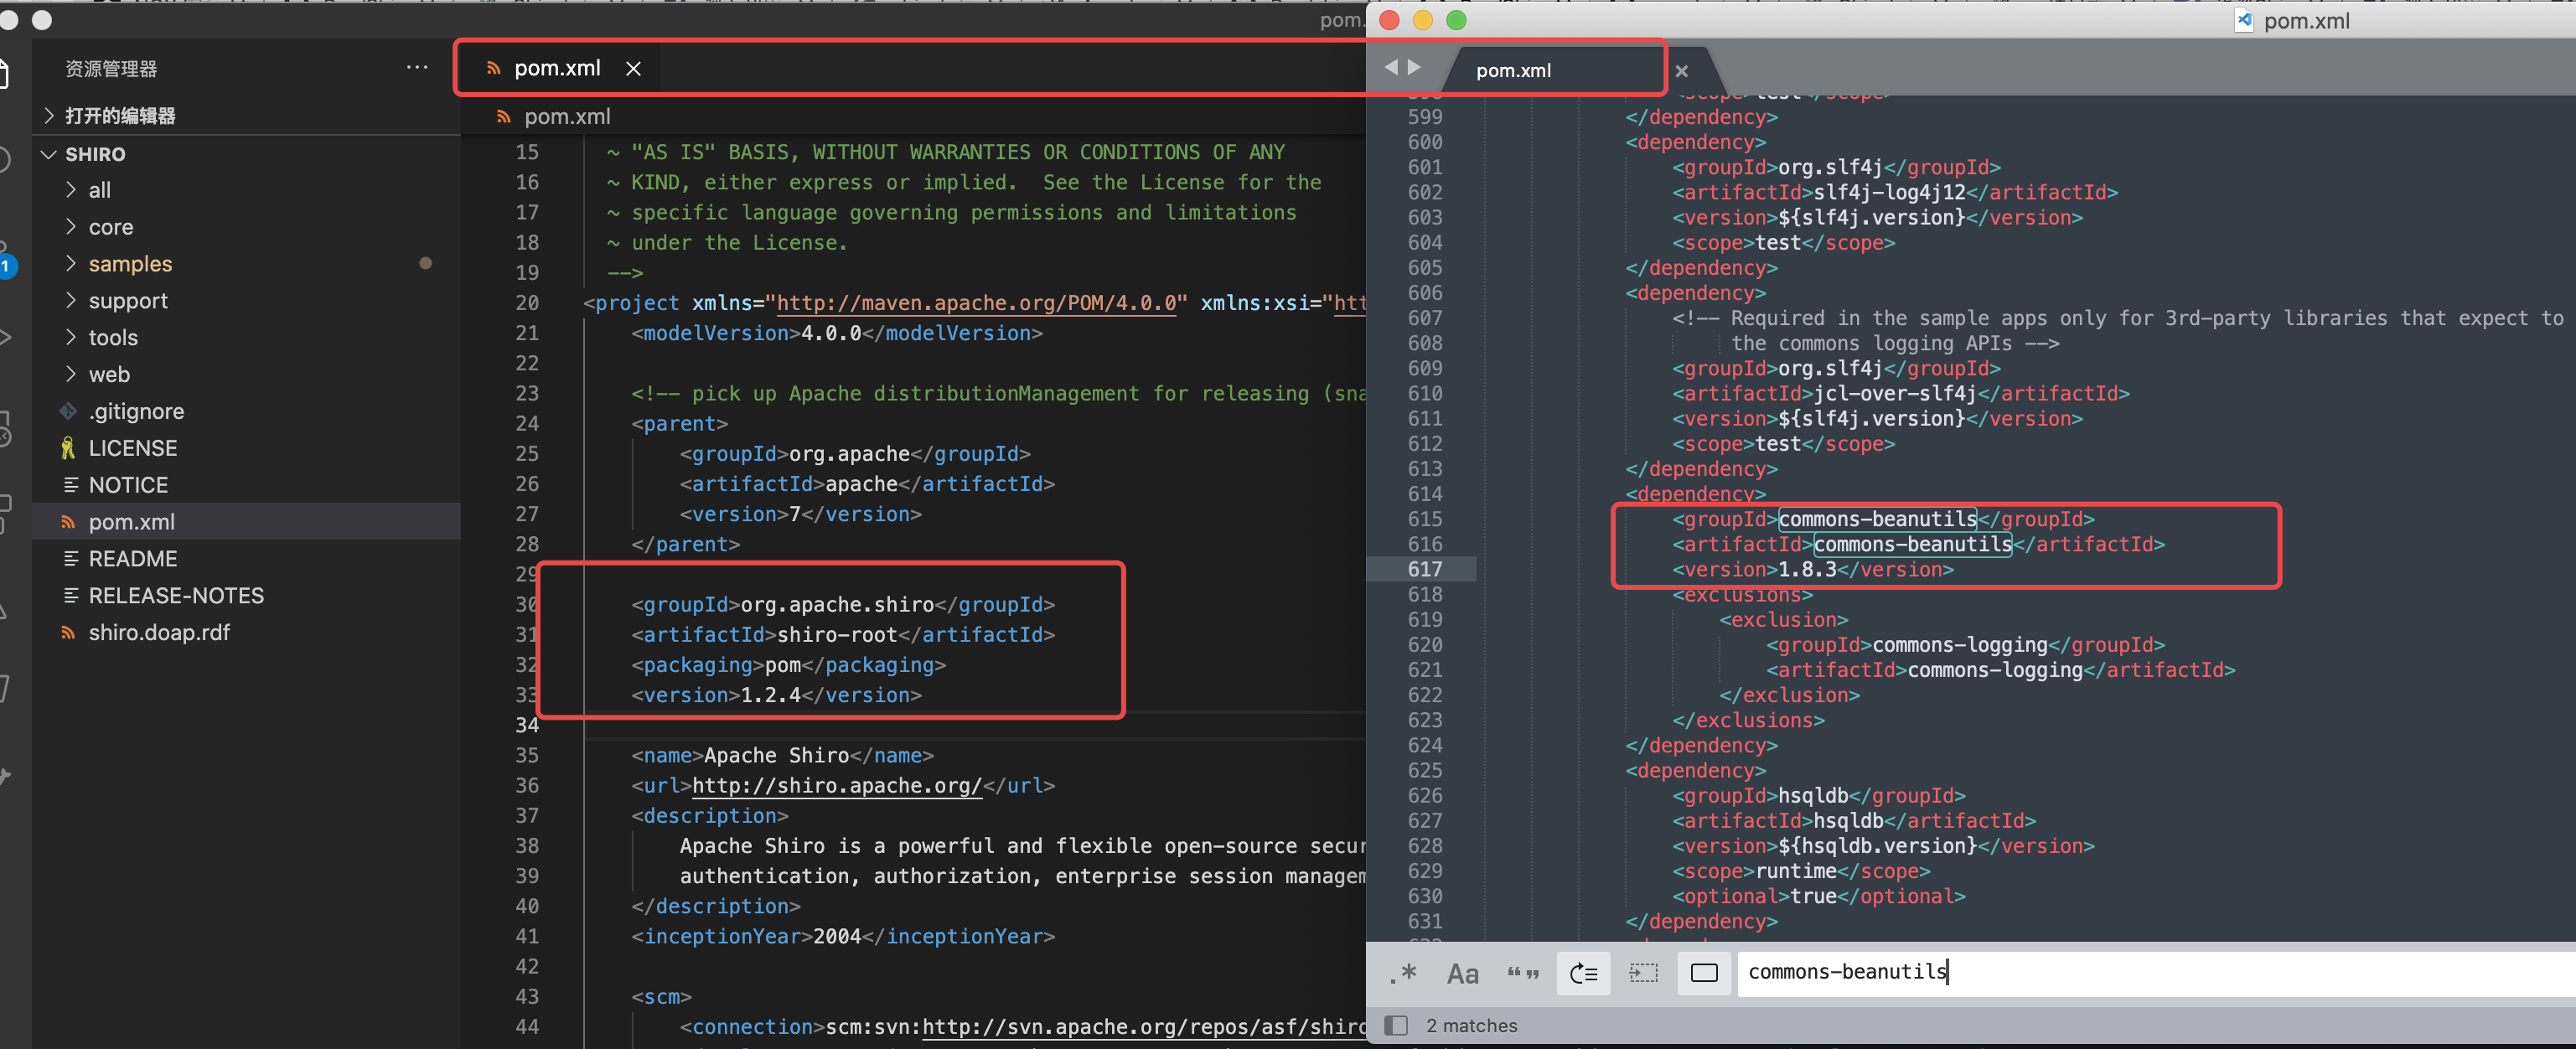 pom.
资源管理器
打开的编辑器
SHIRO
all
core
samples
support
tools
web
.gitignore
LICENSE
NOTICE
pom.xml
README
RELEASE-NOTES
shiro.doap.rdf
1
pom.xml
pom.xml
15 ~ "AS IS" BASIS, WITHOUT WARRANTIES OR CONDITIONS OF ANY
16 ~ KIND, either express or implied.  See the License for the
17 ~ specific language governing permissions and limitations
18 ~ under the License.
19 -->
20 <project xmlns="http://maven.apache.org/POM/4.0.0" xmlns:xsi="htt
21 <modelVersion>4.0.0</modelVersion>
22
23 <!-- pick up Apache distributionManagement for releasing (sna
24 <parent>
25 <groupId>org.apache</groupId>
26 <artifactId>apache</artifactId>
27 <version>7</version>
28 </parent>
29
30 <groupId>org.apache.shiro</groupId>
31 <artifactId>shiro-root</artifactId>
32 <packaging>pom</packaging>
33 <version>1.2.4</version>
34
35 <name>Apache Shiro</name>
36 <url>http://shiro.apache.org/</url>
37 <description>
38 Apache Shiro is a powerful and flexible open-source secur
39 authentication, authorization, enterprise session managem
40 </description>
41 <inceptionYear>2004</inceptionYear>
42
43 <scm>
44 <connection>scm:svn:http://svn.apache.org/repos/asf/shiro
pom.xml
pom.xml
599 </dependency>
600 <dependency>
601 <groupId>org.slf4j</groupId>
602 <artifactId>slf4j-log4j12</artifactId>
603 <version>${slf4j.version}</version>
604 <scope>test</scope>
605 </dependency>
606 <dependency>
607 <!-- Required in the sample apps only for 3rd-party libraries that expect to
608 the commons logging APIs -->
609 <groupId>org.slf4j</groupId>
610 <artifactId>jcl-over-slf4j</artifactId>
611 <version>${slf4j.version}</version>
612 <scope>test</scope>
613 </dependency>
614 <dependency>
615 <groupId>commons-beanutils</groupId>
616 <artifactId>commons-beanutils</artifactId>
617 <version>1.8.3</version>
618 <exclusions>
619 <exclusion>
620 <groupId>commons-logging</groupId>
621 <artifactId>commons-logging</artifactId>
622 </exclusion>
623 </exclusions>
624 </dependency>
625 <dependency>
626 <groupId>hsqldb</groupId>
627 <artifactId>hsqldb</artifactId>
628 <version>${hsqldb.version}</version>
629 <scope>runtime</scope>
630 <optional>true</optional>
631 </dependency>
.* Aa “” commons-beanutils
2 matches